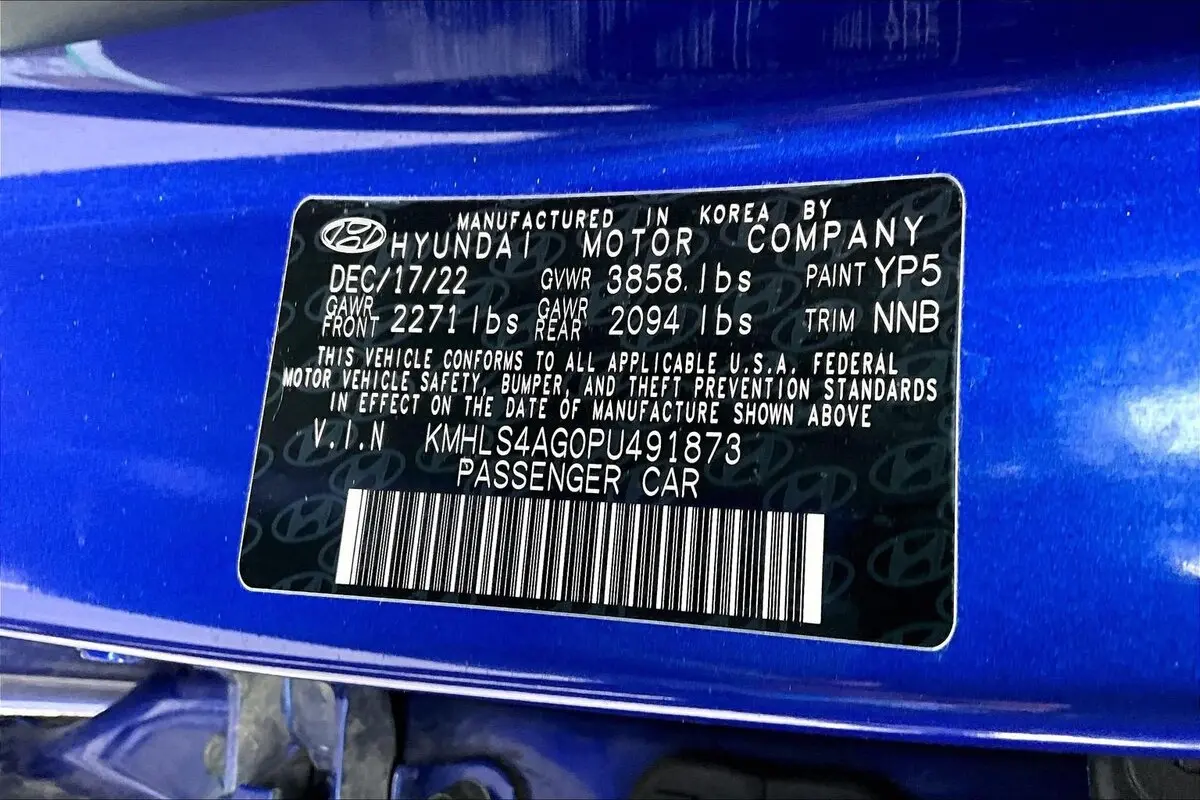 MANUFACTURED IN KOREA BY
HYUNDAI MOTOR COMPANY
DEC/17/22 GVWR 3858 lbs PAINT YP5
GAWR FRONT 2271 lbs GAWR REAR 2094 lbs TRIM NNB
THIS VEHICLE CONFORMS TO ALL APPLICABLE U.S.A. FEDERAL
MOTOR VEHICLE SAFETY, BUMPER, AND THEFT PREVENTION STANDARDS
IN EFFECT ON THE DATE OF MANUFACTURE SHOWN ABOVE
V.I.N KMHLS4AG0PU491873
PASSENGER CAR